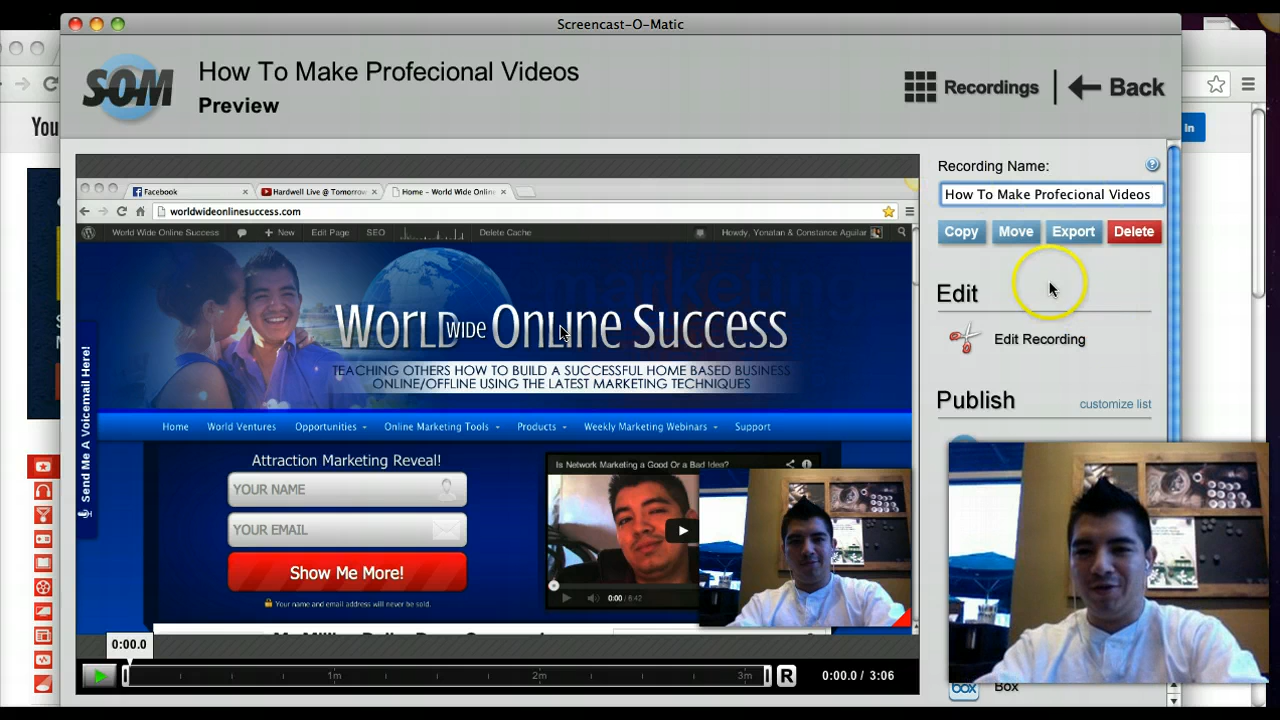 Screencast-O-Matic
SOM
How To Make Profecional Videos
Preview
Recordings
Back
You
in
Recording Name:
How To Make Profecional Videos
Copy Move Export Delete
Edit
Edit Recording
Publish customize list
Box
box
Facebook
Hardwell Live @ Tomorrow
Home - World Wide Online
worldwideonlinesuccess.com
World Wide Online Success + New Edit Page SEO Delete Cache Howdy, Yonatan & Constance Aguilar
World Wide Online Success
TEACHING OTHERS HOW TO BUILD A SUCCESSFUL HOME BASED BUSINESS
ONLINE/OFFLINE USING THE LATEST MARKETING TECHNIQUES
Send Me A Voicemail Here!
Home World Ventures Opportunities Online Marketing Tools Products Weekly Marketing Webinars Support
Attraction Marketing Reveal!
YOUR NAME
YOUR EMAIL
Show Me More!
Your name and email address will never be sold.
Is Network Marketing a Good Or a Bad Idea?
0:00 / 6:42
0:00.0
1m 2m 3m
R
0:00.0 / 3:06